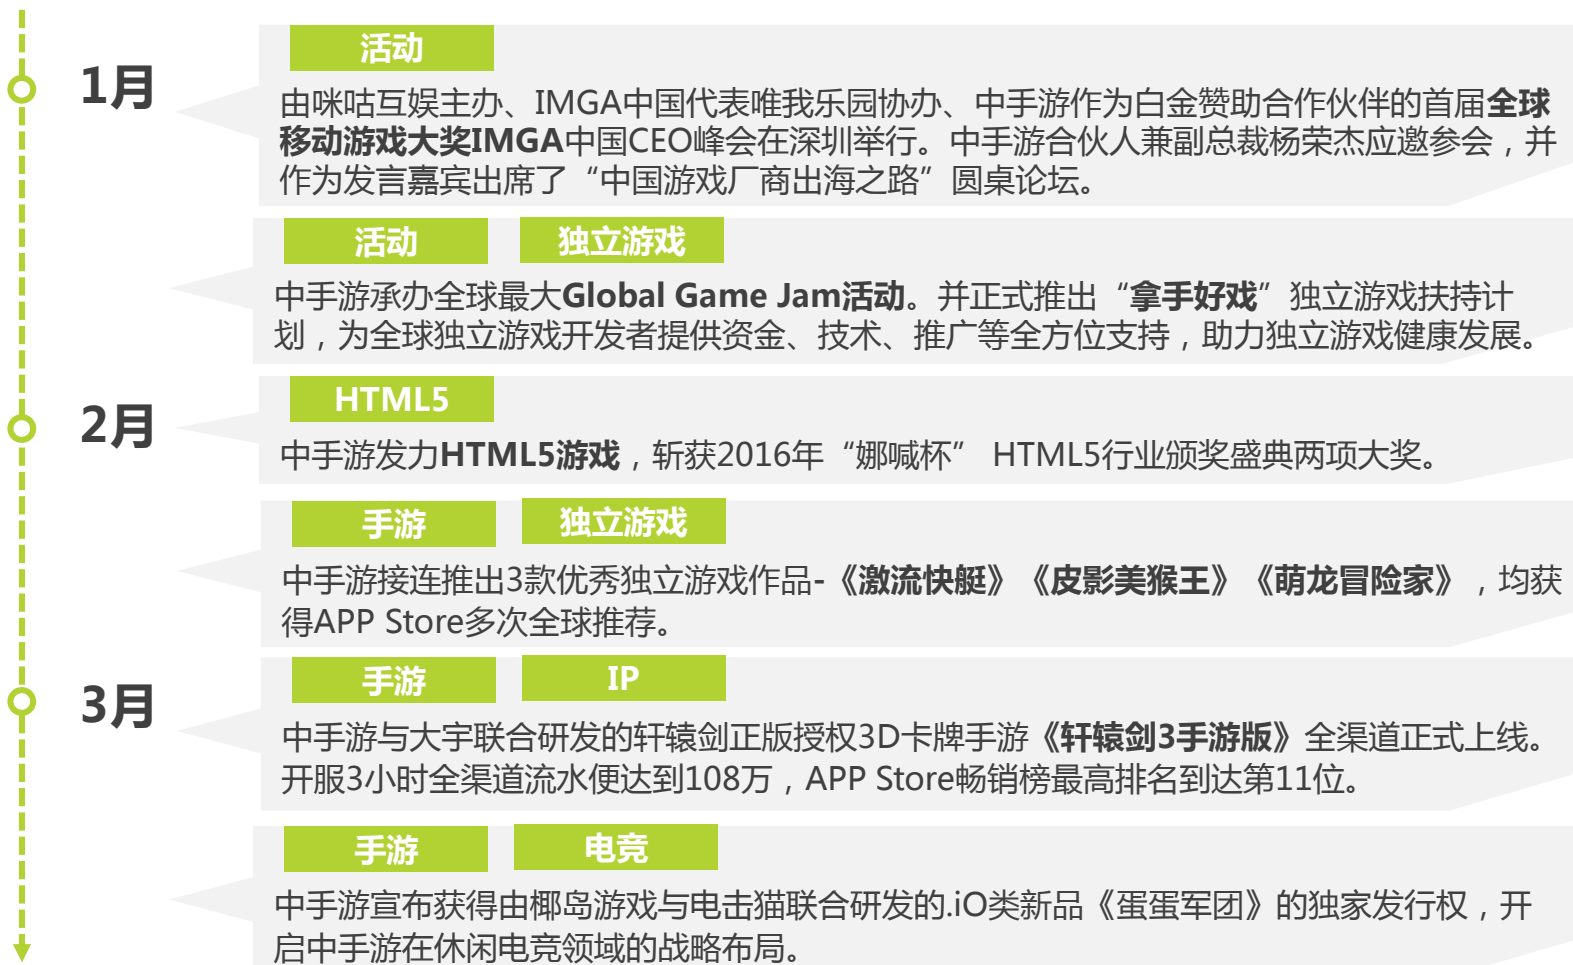 1月
活动
由咪咕互娱主办、IMGA中国代表唯我乐园协办、中手游作为白金赞助合作伙伴的首届全球
移动游戏大奖IMGA中国CEO峰会在深圳举行。中手游合伙人兼副总裁杨荣杰应邀参会，并
作为发言嘉宾出席了“中国游戏厂商出海之路”圆桌论坛。
活动 独立游戏
中手游承办全球最大Global Game Jam活动。并正式推出“拿手好戏”独立游戏扶持计
划，为全球独立游戏开发者提供资金、技术、推广等全方位支持，助力独立游戏健康发展。
2月
HTML5
中手游发力HTML5游戏，斩获2016年“娜喊杯” HTML5行业颁奖盛典两项大奖。
手游 独立游戏
中手游接连推出3款优秀独立游戏作品-《激流快艇》《皮影美猴王》《萌龙冒险家》，均获
得APP Store多次全球推荐。
3月
手游 IP
中手游与大宇联合研发的轩辕剑正版授权3D卡牌手游《轩辕剑3手游版》全渠道正式上线。
开服3小时全渠道流水便达到108万，APP Store畅销榜最高排名到达第11位。
手游 电竞
中手游宣布获得由椰岛游戏与电击猫联合研发的.iO类新品《蛋蛋军团》的独家发行权，开
启中手游在休闲电竞领域的战略布局。